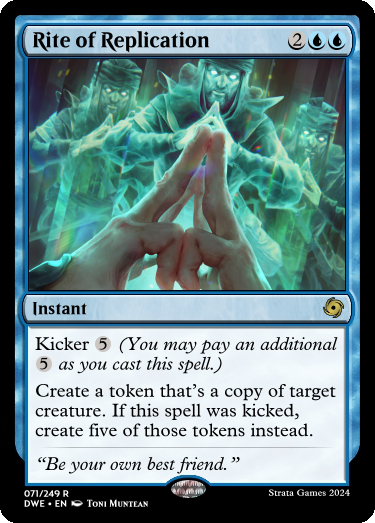 Rite of Replication 2
Instant
Kicker 5 (You may pay an additional
5 as you cast this spell.)
Create a token that's a copy of target
creature. If this spell was kicked,
create five of those tokens instead.
"Be your own best friend."
071/249 R
DWE • EN Toni Muntean
Strata Games 2024